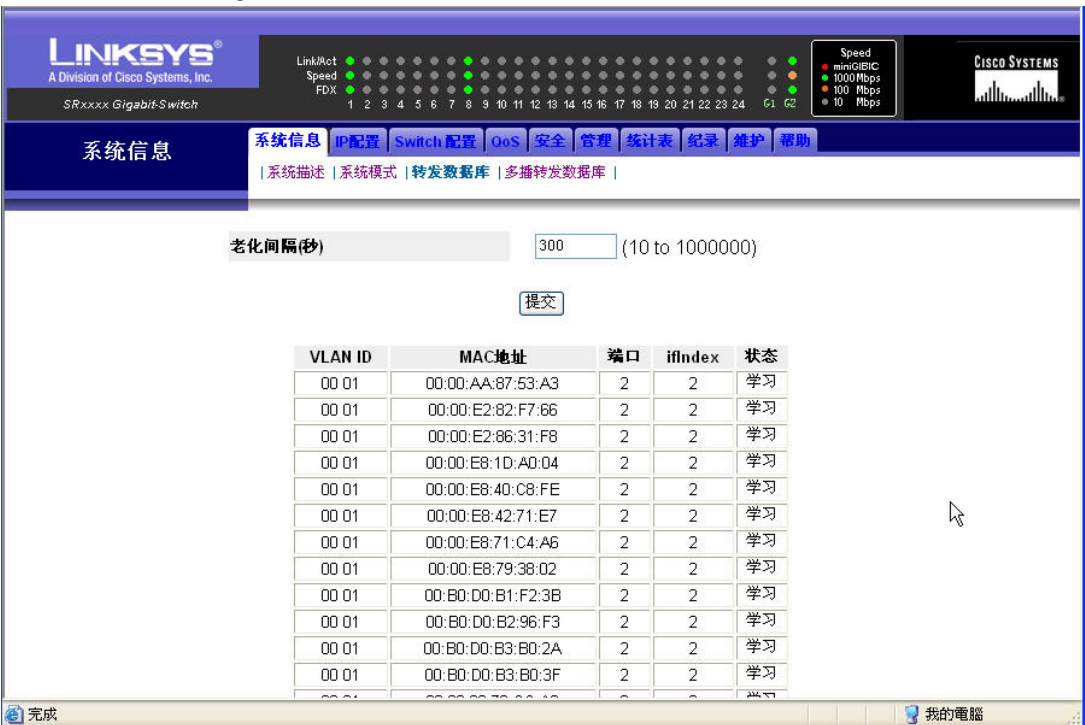 LINKSYS®
A Division of Cisco Systems, Inc.
SRxxxx Gigabit Switch
Link/Act
Speed
FDX
1 2 3 4 5 6 7 8 9 10 11 12 13 14 15 16 17 18 19 20 21 22 23 24 G1 G2
Speed
miniGIBIC
1000 Mbps
100 Mbps
10 Mbps
CISCO SYSTEMS
系统信息
系统信息 IP配置 Switch 配置 QoS 安全 管理 统计表 纪录 维护 帮助
| 系统描述 | 系统模式 | 转发数据库 | 多播转发数据库 |
老化间隔(秒) 300 (10 to 1000000)
提交
VLAN ID MAC地址 端口 ifIndex 状态
00 01 00:00:AA:87:53:A3 2 2 学习
00 01 00:00:E2:82:F7:66 2 2 学习
00 01 00:00:E2:86:31:F8 2 2 学习
00 01 00:00:E8:1D:A0:04 2 2 学习
00 01 00:00:E8:40:C8:FE 2 2 学习
00 01 00:00:E8:42:71:E7 2 2 学习
00 01 00:00:E8:71:C4:A6 2 2 学习
00 01 00:00:E8:79:38:02 2 2 学习
00 01 00:B0:D0:B1:F2:3B 2 2 学习
00 01 00:B0:D0:B2:96:F3 2 2 学习
00 01 00:B0:D0:B3:B0:2A 2 2 学习
00 01 00:B0:D0:B3:B0:3F 2 2 学习
完成
我的電腦